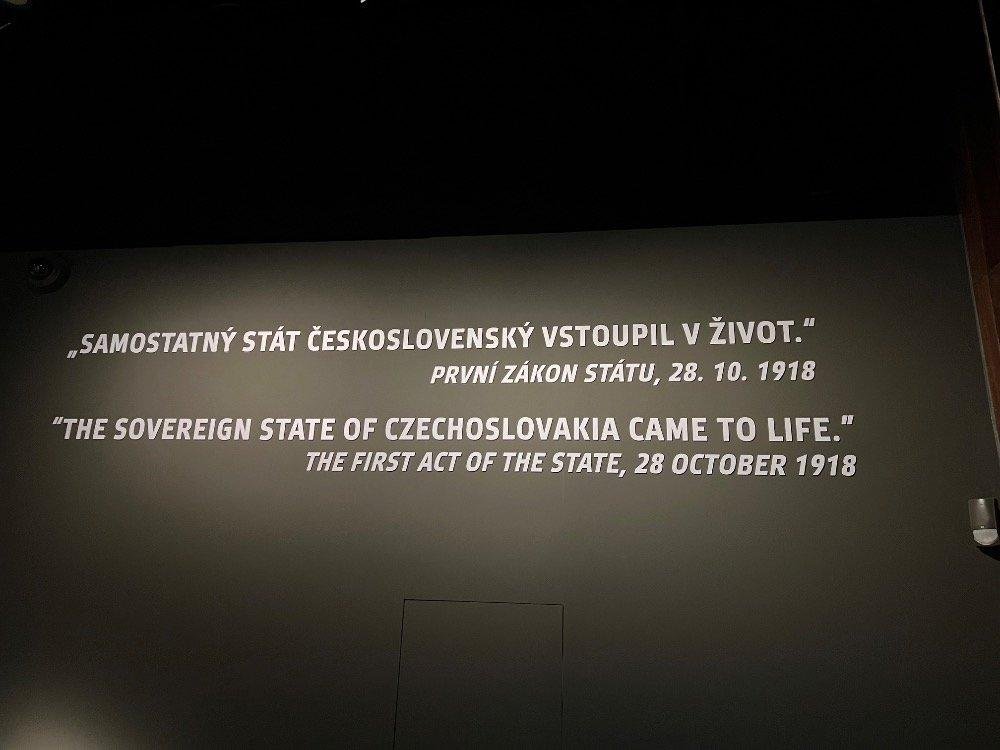 „SAMOSTATNÝ STÁT ČESKOSLOVENSKÝ VSTOUPIL V ŽIVOT.“
PRVNÍ ZÁKON STÁTU, 28. 10. 1918
“THE SOVEREIGN STATE OF CZECHOSLOVAKIA CAME TO LIFE.”
THE FIRST ACT OF THE STATE, 28 OCTOBER 1918